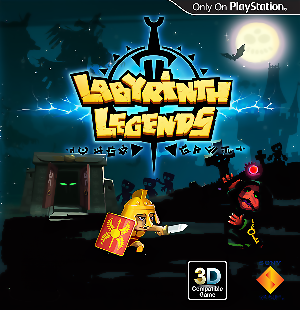 Only On PlayStation
LABYRINTH
LEGENDS
3D
Compatible
Game